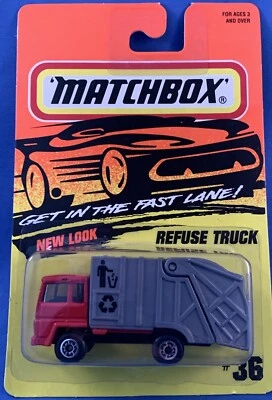 FOR AGES 3
AND OVER
MATCHBOX®
GET IN THE FAST LANE!
NEW LOOK
REFUSE TRUCK
# 36